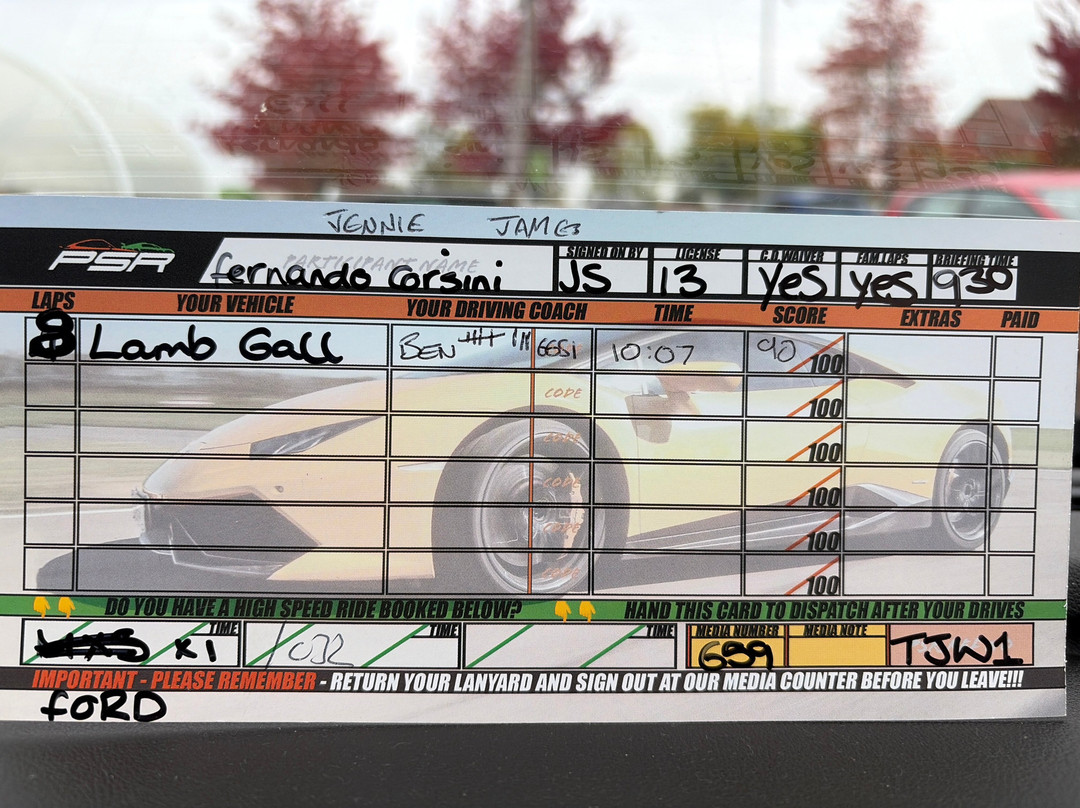 JENNIE JAMES
PSR PARTICIPANT NAME fernando corsini SIGNED ON BY JS LICENSE 13 C D WAIVER Yes FAM LAPS yes BRIEFING TIME 930
LAPS YOUR VEHICLE YOUR DRIVING COACH TIME SCORE EXTRAS PAID
8 Lamb Gall BEN 10:07 90 100
CODE 100
CODE 100
CODE 100
CODE 100
CODE 100
DO YOU HAVE A HIGH SPEED RIDE BOOKED BELOW? HAND THIS CARD TO DISPATCH AFTER YOUR DRIVES
TIME TIME TIME MEDIA NUMBER MEDIA NOTE
x1 1032 689 TJW1
IMPORTANT - PLEASE REMEMBER - RETURN YOUR LANYARD AND SIGN OUT AT OUR MEDIA COUNTER BEFORE YOU LEAVE!!!
fORD